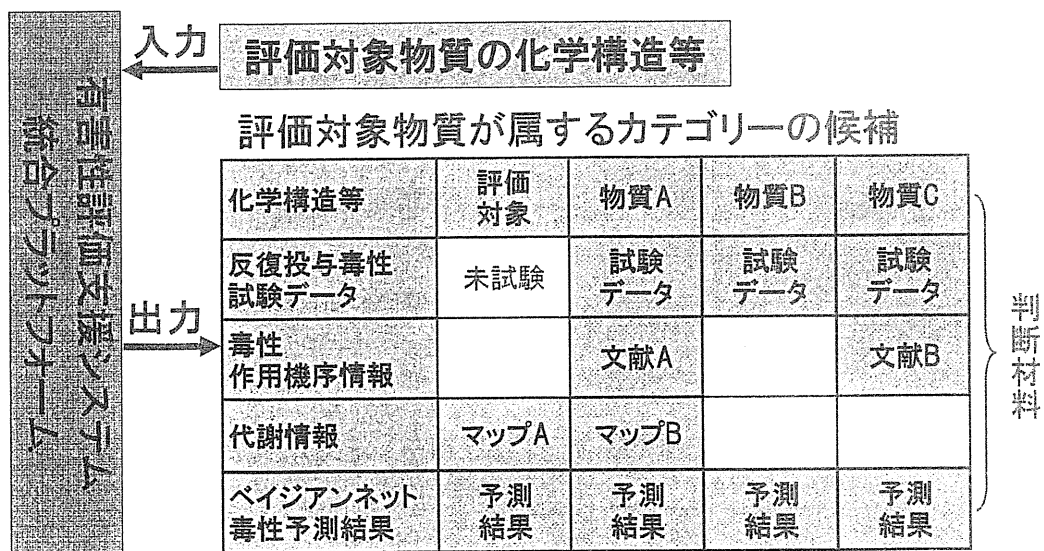 有害性評価支援システム
統合プラットフォーム
入力
評価対象物質の化学構造等
評価対象物質が属するカテゴリーの候補
出力
化学構造等
評価
対象
物質A
物質B
物質C
反復投与毒性
試験データ
未試験
試験
データ
試験
データ
試験
データ
毒性
作用機序情報
文献A
文献B
代謝情報
マップA
マップB
ベイジアンネット
毒性予測結果
予測
結果
予測
結果
予測
結果
予測
結果
判断材料